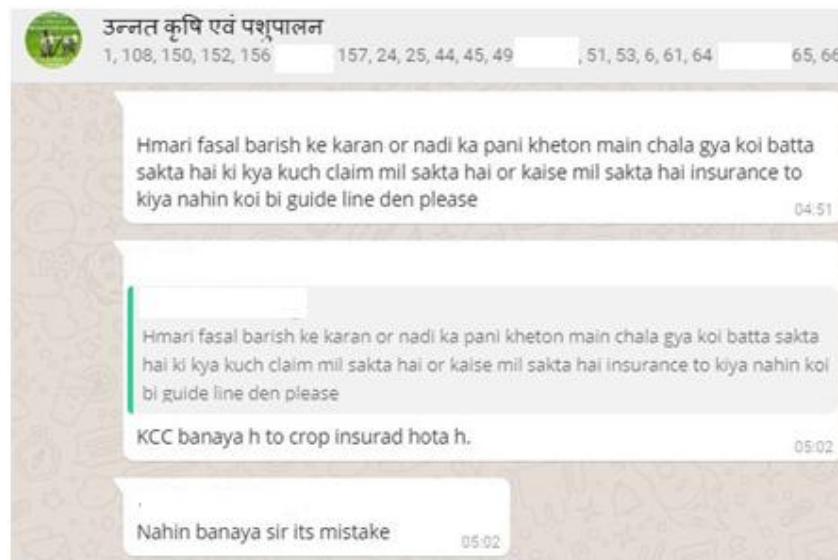 उन्नत कृषि एवं पशुपालन
1, 108, 150, 152, 156 157, 24, 25, 44, 45, 49 , 51, 53, 6, 61, 64 65, 66
Hmari fasal barish ke karan or nadi ka pani kheton main chala gya koi batta
sakta hai ki kya kuch claim mil sakta hai or kaise mil sakta hai insurance to
kiya nahin koi bi guide line den please
04:51
Hmari fasal barish ke karan or nadi ka pani kheton main chala gya koi batta sakta
hai ki kya kuch claim mil sakta hai or kaise mil sakta hai insurance to kiya nahin koi
bi guide line den please
KCC banaya h to crop insurad hota h.
05:02
Nahin banaya sir its mistake
05:02